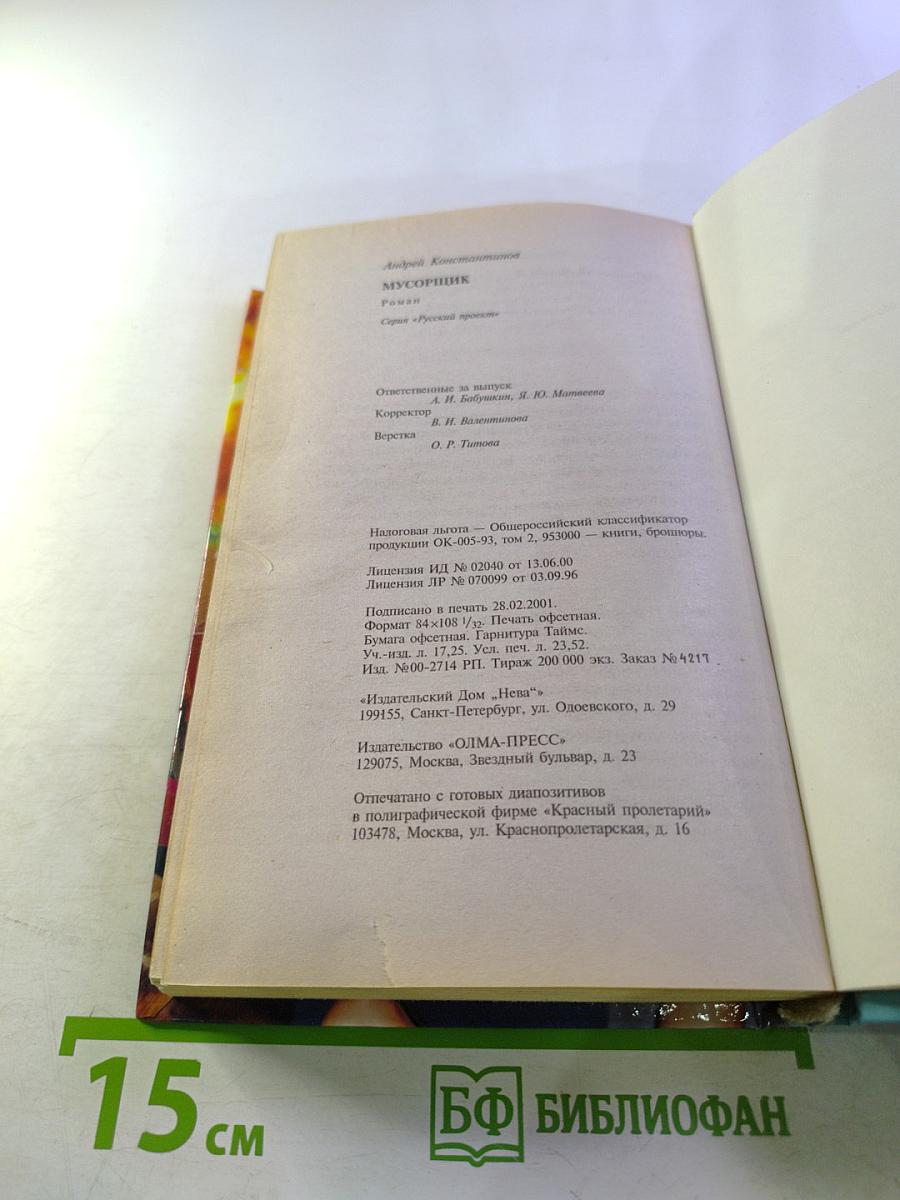 Андрей Константинов
МУСОРЩИК
Роман
Серия «Русский проект»
Ответственные за выпуск
А. И. Бабушкин, Я. Ю. Матвеева
Корректор
В. И. Валентинова
Верстка
О. Р. Титова
Налоговая льгота — Общероссийский классификатор
продукции ОК-005-93, том 2, 953000 — книги, брошюры.
Лицензия ИД № 02040 от 13.06.00
Лицензия ЛР № 070099 от 03.09.96
Подписано в печать 28.02.2001.
Формат 84×108 1/32. Печать офсетная.
Бумага офсетная. Гарнитура Таймс.
Уч.-изд. л. 17,25. Усл. печ. л. 23,52.
Изд. №00-2714 РП. Тираж 200 000 экз. Заказ №4217
«Издательский Дом „Нева“»
199155, Санкт-Петербург, ул. Одоевского, д. 29
Издательство «ОЛМА-ПРЕСС»
129075, Москва, Звездный бульвар, д. 23
Отпечатано с готовых диапозитивов
в полиграфической фирме «Красный пролетарий»
103478, Москва, ул. Краснопролетарская, д. 16
15 см
БФ БИБЛИОФАН